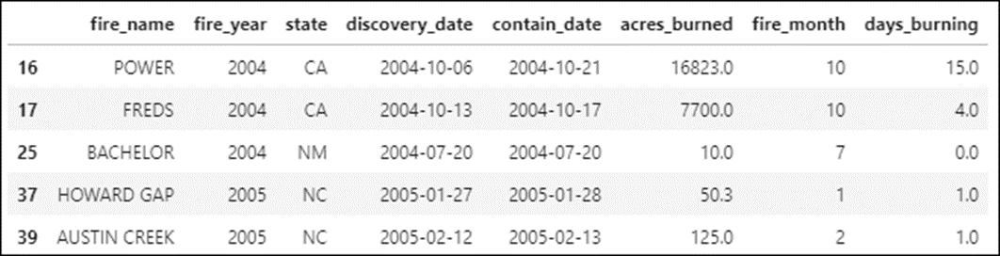 fire_name fire_year state discovery_date contain_date acres_burned fire_month days_burning
16 POWER 2004 CA 2004-10-06 2004-10-21 16823.0 10 15.0
17 FREDS 2004 CA 2004-10-13 2004-10-17 7700.0 10 4.0
25 BACHELOR 2004 NM 2004-07-20 2004-07-20 10.0 7 0.0
37 HOWARD GAP 2005 NC 2005-01-27 2005-01-28 50.3 1 1.0
39 AUSTIN CREEK 2005 NC 2005-02-12 2005-02-13 125.0 2 1.0